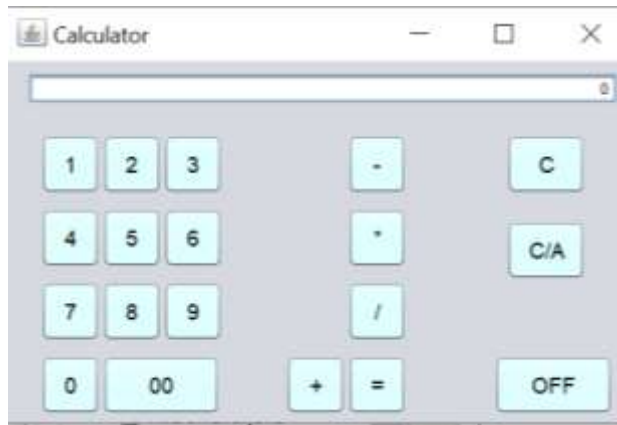 Calculator
0
1 2 3 - C
4 5 6 * C/A
7 8 9 /
0 00 + = OFF